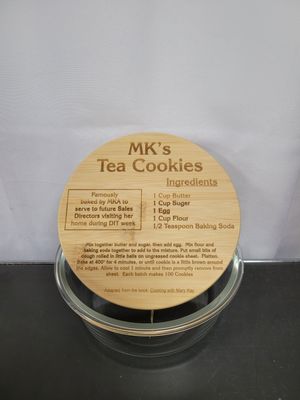 MK's
Tea Cookies
Ingredients
Famously
baked by MKA to
serve to future Sales
Directors visiting her
home during DIT week
1 Cup Butter
1 Cup Sugar
1 Egg
1 Cup Flour
1/2 Teaspoon Baking Soda
Mix together butter and sugar, then add egg. Mix flour and
baking soda together to add to the mixture. Put small bits of
dough rolled in little balls on ungreased cookie sheet. Flatten.
Bake at 400° for 4 minutes, or until cookie is a little brown around
the edges. Allow to cool 1 minute and then promptly remove from
sheet. Each batch makes 100 Cookies
Adapted from the book: Cooking with Mary Kay